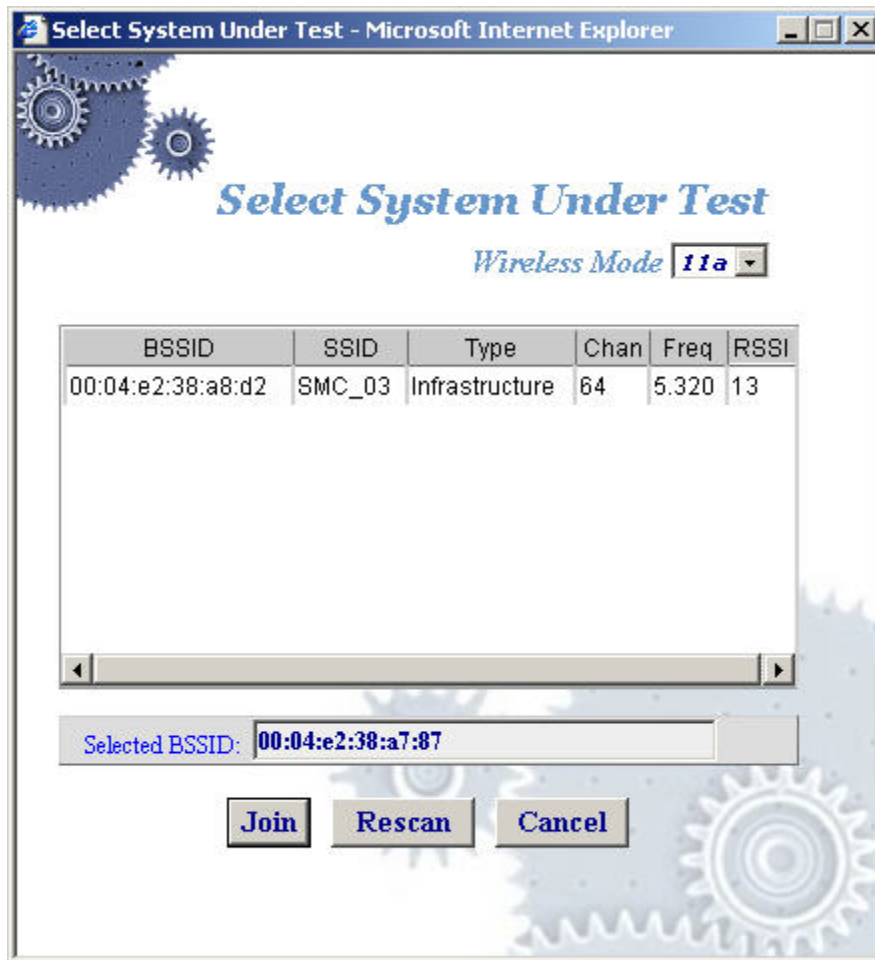 Select System Under Test - Microsoft Internet Explorer
Select System Under Test
Wireless Mode 11a
BSSID SSID Type Chan Freq RSSI
00:04:e2:38:a8:d2 SMC_03 Infrastructure 64 5.320 13
Selected BSSID: 00:04:e2:38:a7:87
Join Rescan Cancel